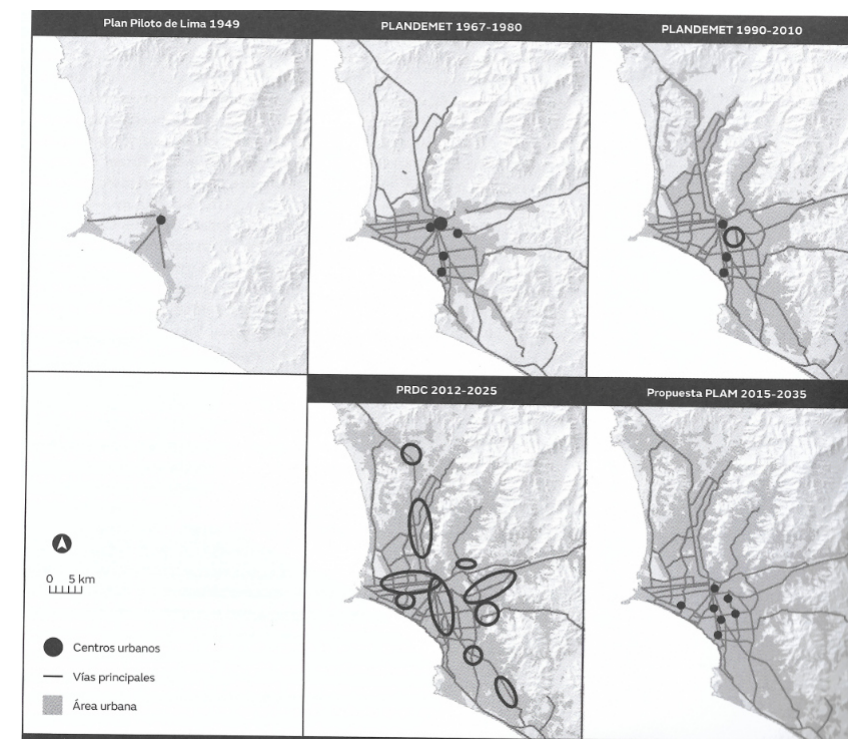 Plan Piloto de Lima 1949
PLANDEMET 1967-1980
PLANDEMET 1990-2010
PRDC 2012-2025
Propuesta PLAM 2015-2035
0 5 km
Centros urbanos
Vías principales
Área urbana